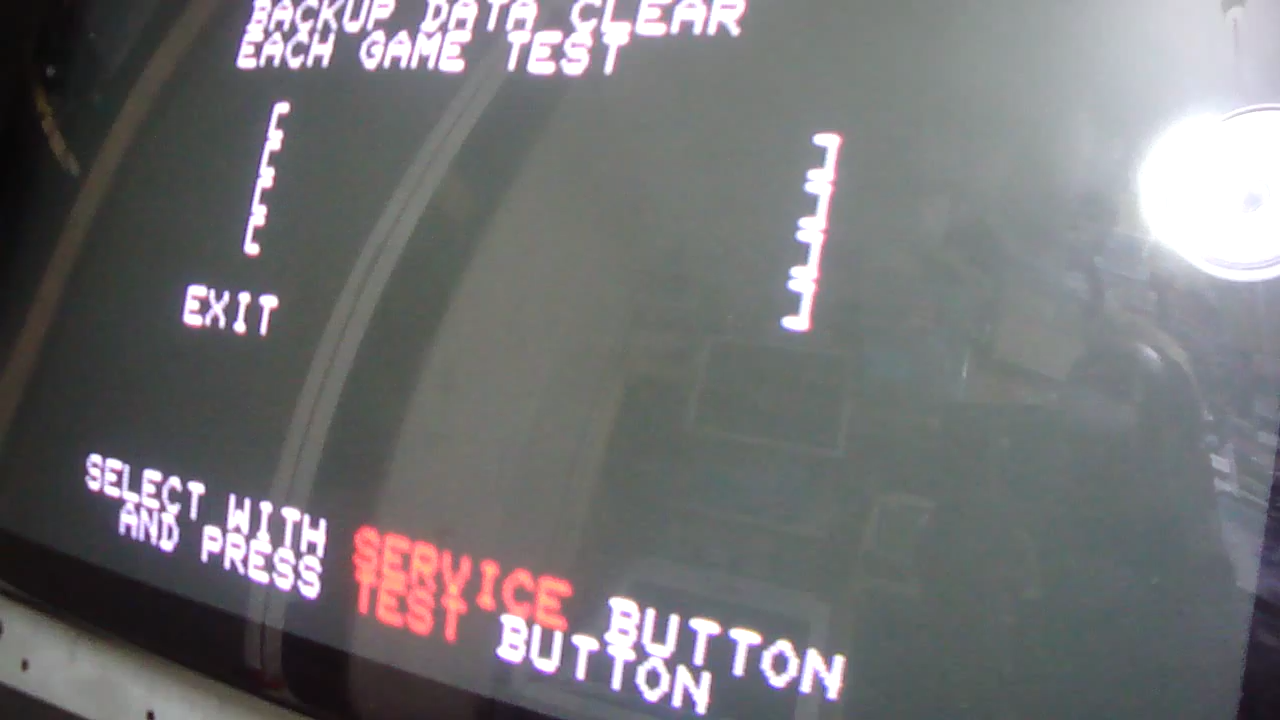 BACKUP DATA CLEAR
EACH GAME TEST
[ ]
[ ]
[ ]
[ ]
EXIT
SELECT WITH SERVICE BUTTON
AND PRESS TEST BUTTON